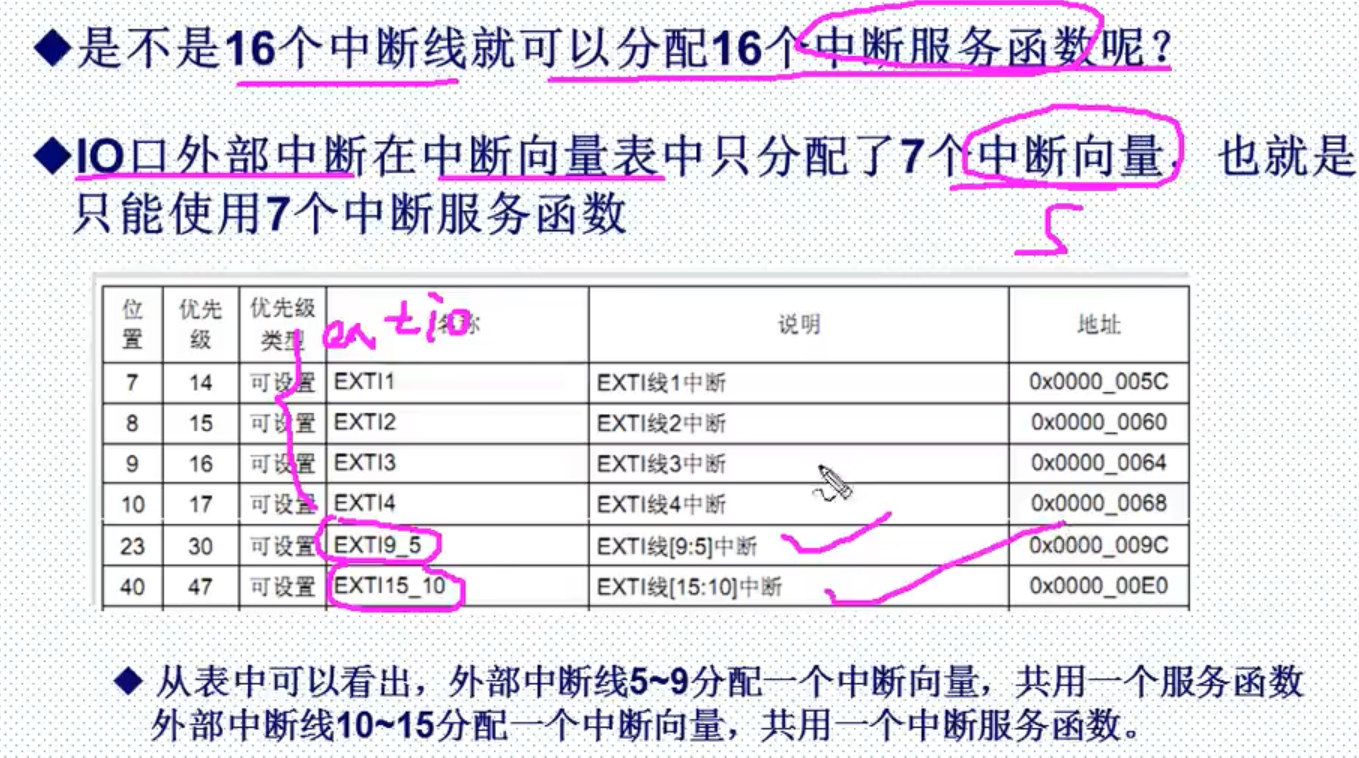 ◆是不是16个中断线就可以分配16个中断服务函数呢？
◆IO口外部中断在中断向量表中只分配了7个中断向量，也就是
只能使用7个中断服务函数
5
位置 优先级 优先级类型 名称 说明 地址
7 14 可设置 EXTI1 EXTI线1中断 0x0000_005C
8 15 可设置 EXTI2 EXTI线2中断 0x0000_0060
9 16 可设置 EXTI3 EXTI线3中断 0x0000_0064
10 17 可设置 EXTI4 EXTI线4中断 0x0000_0068
23 30 可设置 EXTI9_5 EXTI线[9:5]中断 0x0000_009C
40 47 可设置 EXTI15_10 EXTI线[15:10]中断 0x0000_00E0
◆ 从表中可以看出，外部中断线5~9分配一个中断向量，共用一个服务函数
外部中断线10~15分配一个中断向量，共用一个中断服务函数。